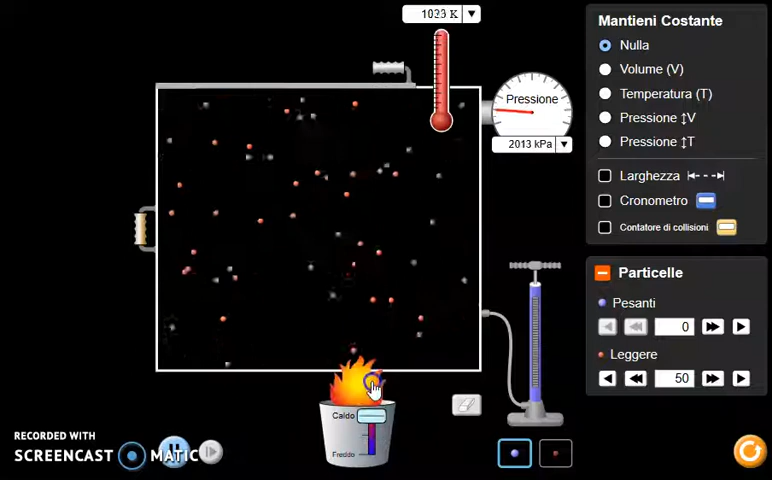 1033 K
Pressione
2013 kPa
Mantieni Costante
Nulla
Volume (V)
Temperatura (T)
Pressione ↕V
Pressione ↕T
Larghezza
Cronometro
Contatore di collisioni
Particelle
Pesanti
0
Leggere
50
Caldo
Freddo
RECORDED WITH
SCREENCAST MATIC